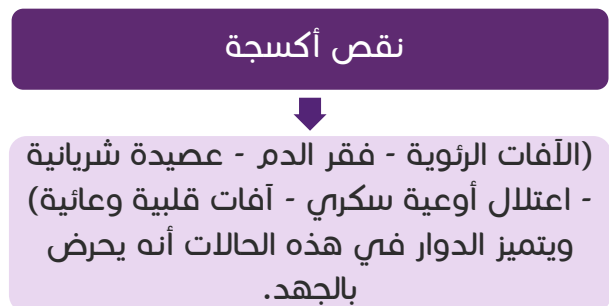 نقص أكسجة
(الآفات الرئوية - فقر الدم - عصيدة شريانية
- اعتلال أوعية سكري - آفات قلبية وعائية)
ويتميز الدوار في هذه الحالات أنه يحرض
بالجهد.